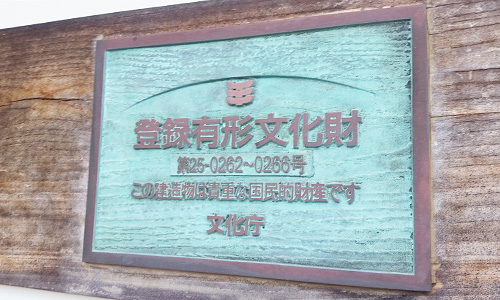 登録有形文化財
第25-0262~0266号
この建造物は貴重な国民的財産です
文化庁